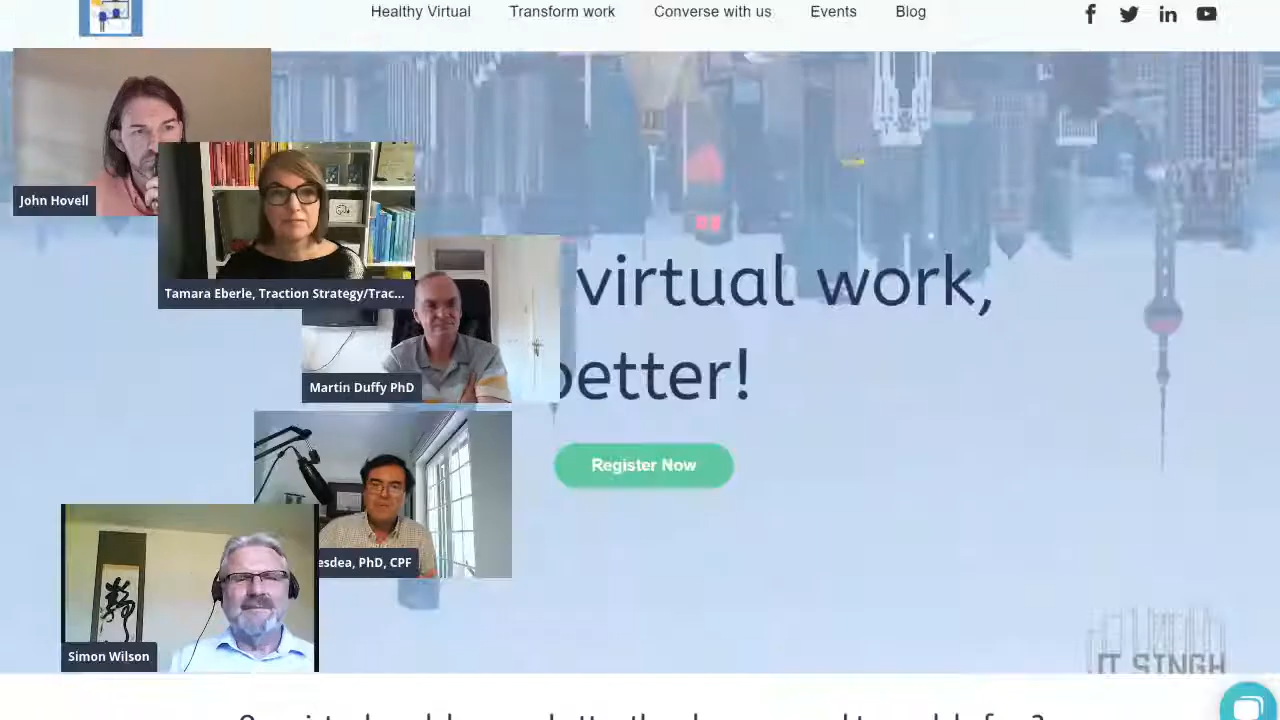 Healthy Virtual
Transform work
Converse with us
Events
Blog
John Hovell
Tamara Eberle, Traction Strategy/Trac...
virtual work,
Martin Duffy PhD
better!
Register Now
esdea, PhD, CPF
Simon Wilson